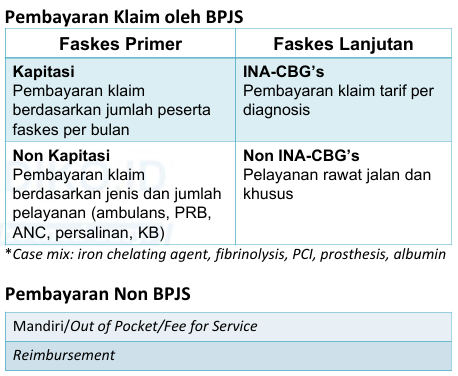 Pembayaran Klaim oleh BPJS
Faskes Primer
Faskes Lanjutan
Kapitasi
Pembayaran klaim
berdasarkan jumlah peserta
faskes per bulan
INA-CBG's
Pembayaran klaim tarif per
diagnosis
Non Kapitasi
Pembayaran klaim
berdasarkan jenis dan jumlah
pelayanan (ambulans, PRB,
ANC, persalinan, KB)
Non INA-CBG's
Pelayanan rawat jalan dan
khusus
*Case mix: iron chelating agent, fibrinolysis, PCI, prosthesis, albumin
Pembayaran Non BPJS
Mandiri/Out of Pocket/Fee for Service
Reimbursement